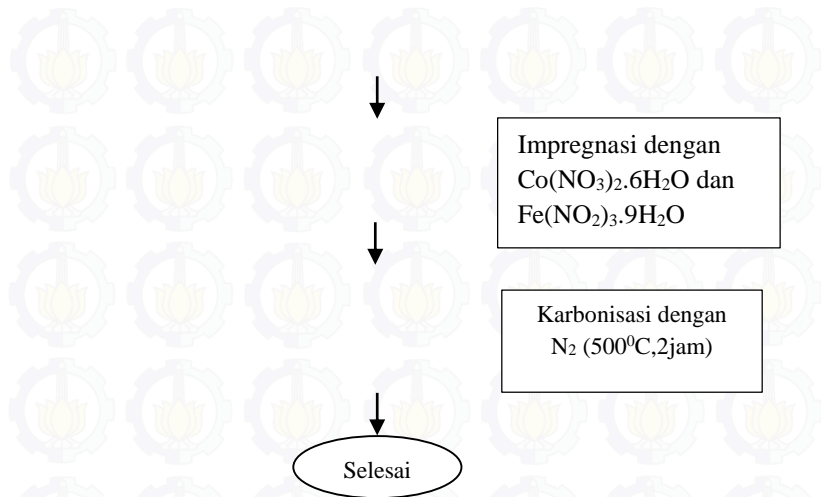 Impregnasi dengan
Co(NO₃)₂.6H₂O dan
Fe(NO₂)₃.9H₂O
Karbonisasi dengan
N₂ (500⁰C,2jam)
Selesai